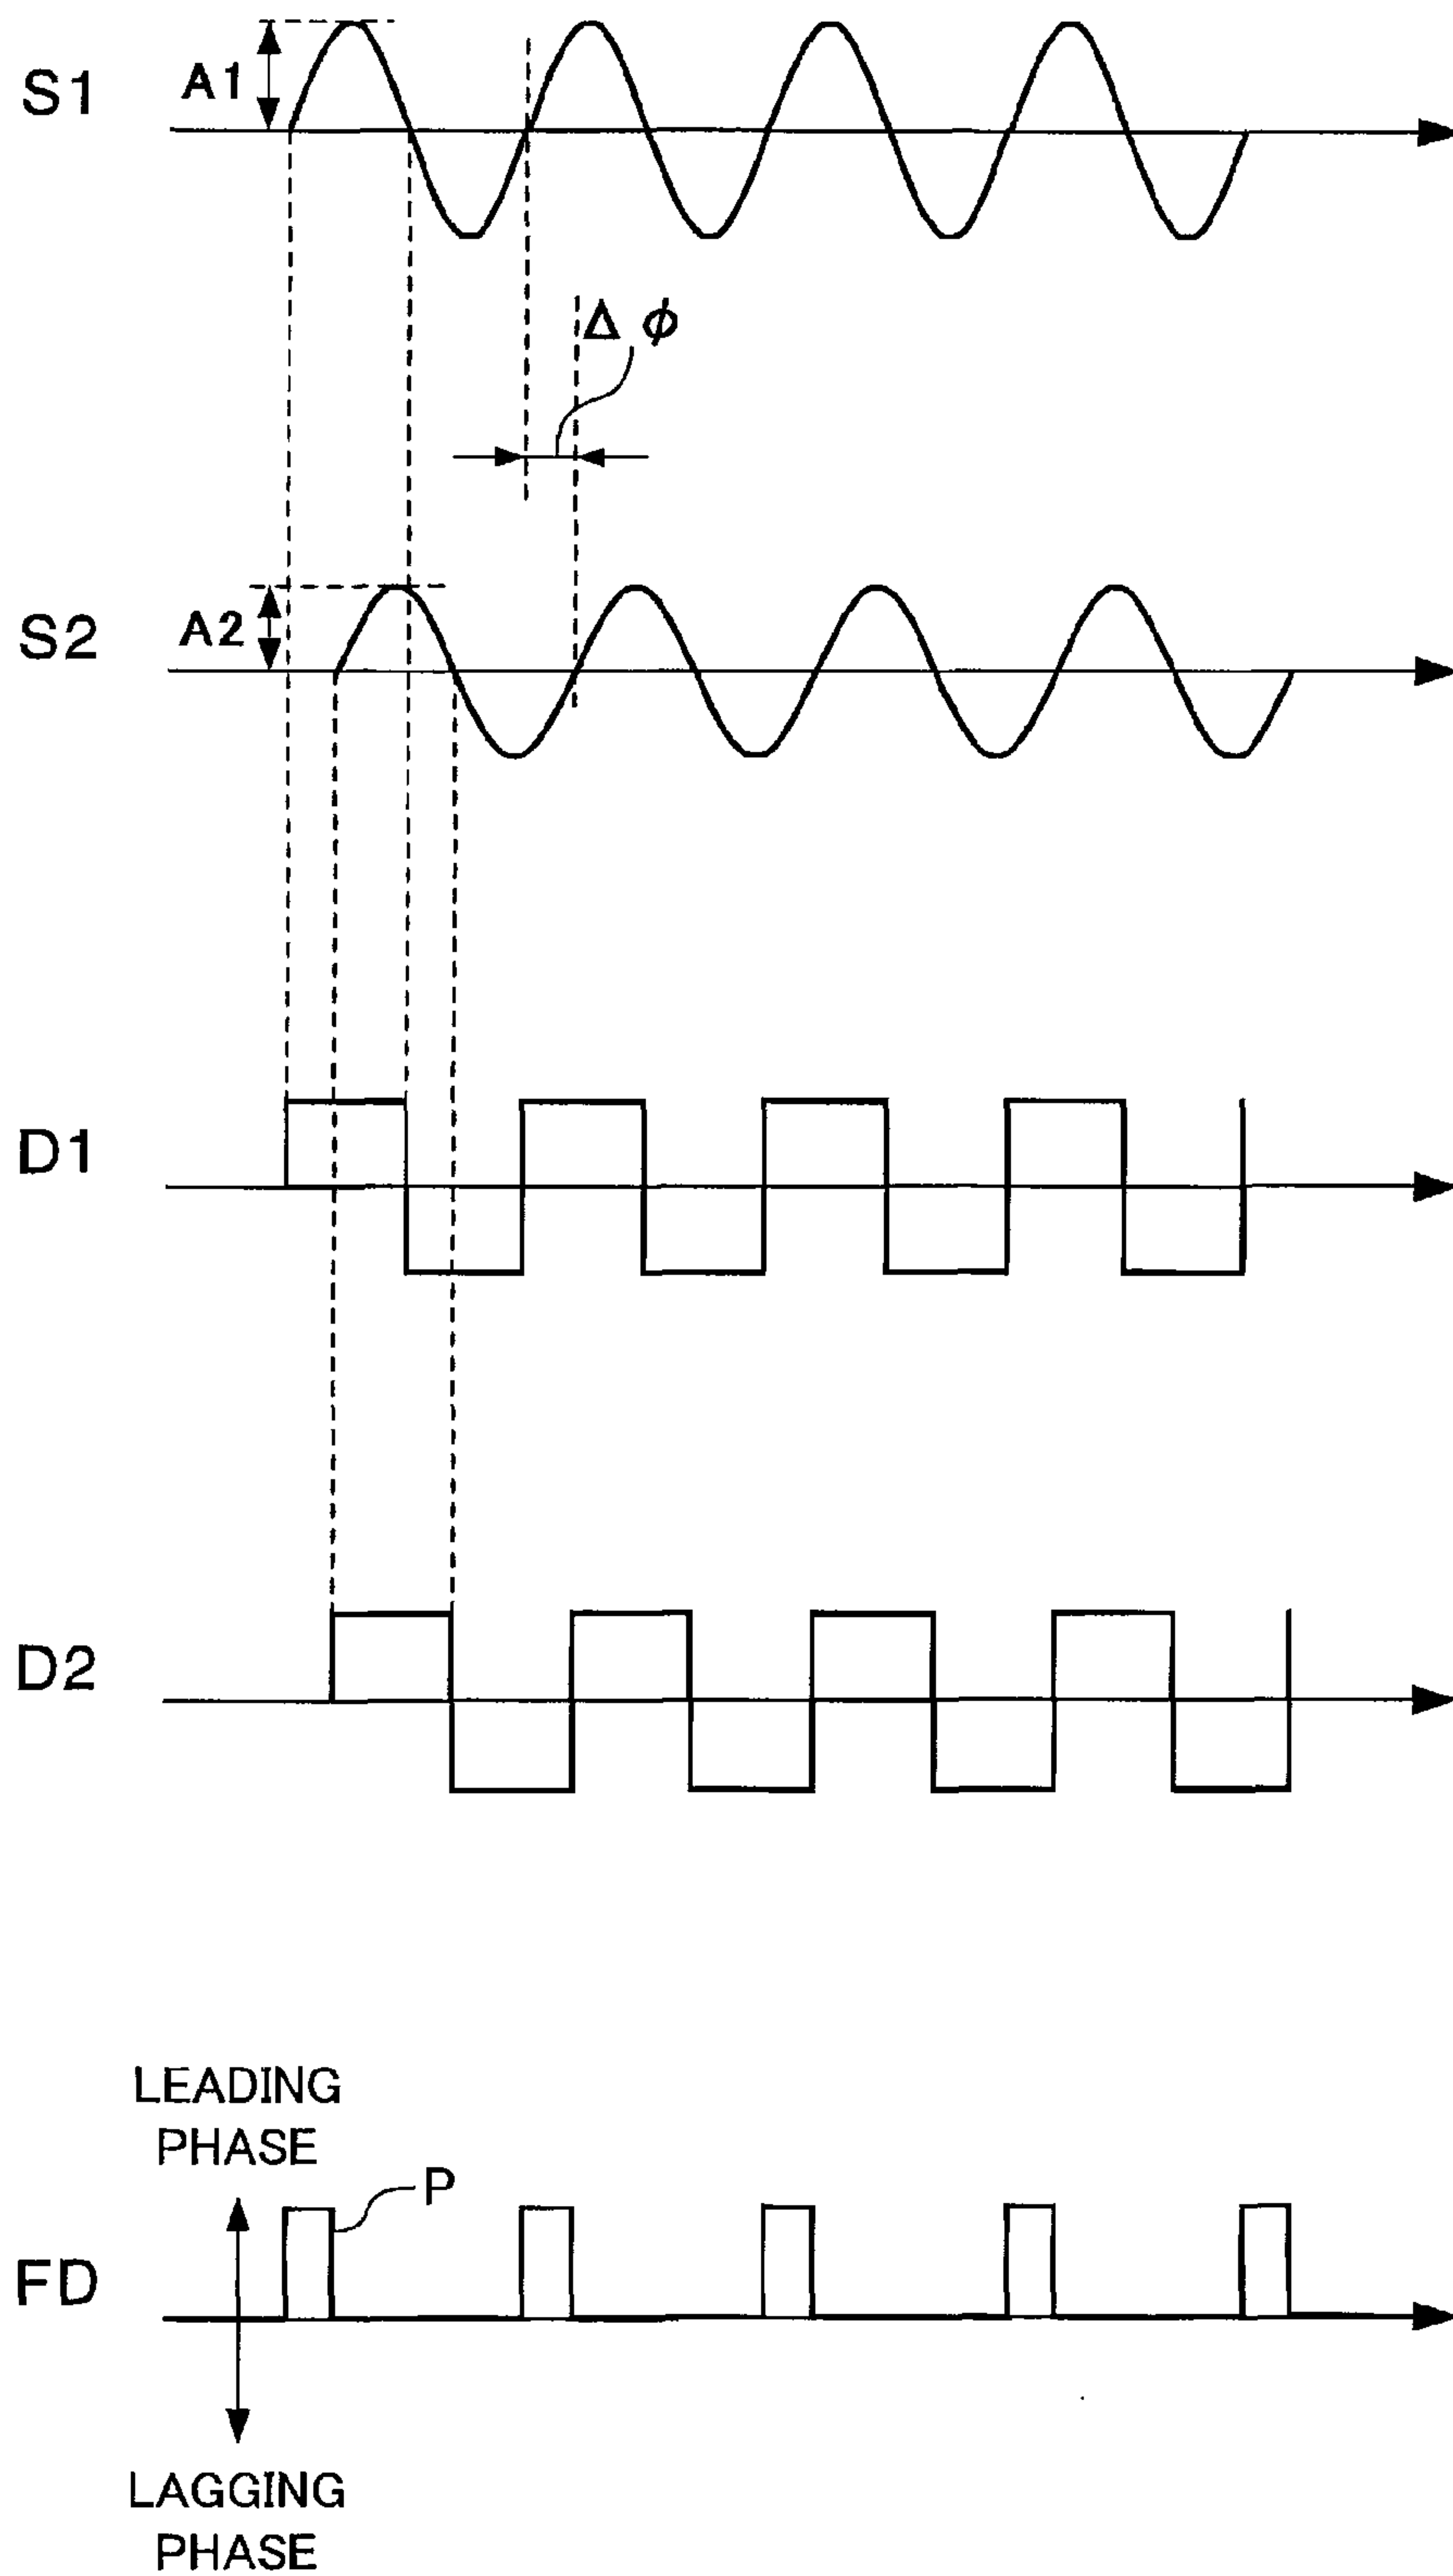 S1
A1
Δ φ
S2
A2
D1
D2
LEADING
PHASE
P
FD
LAGGING
PHASE